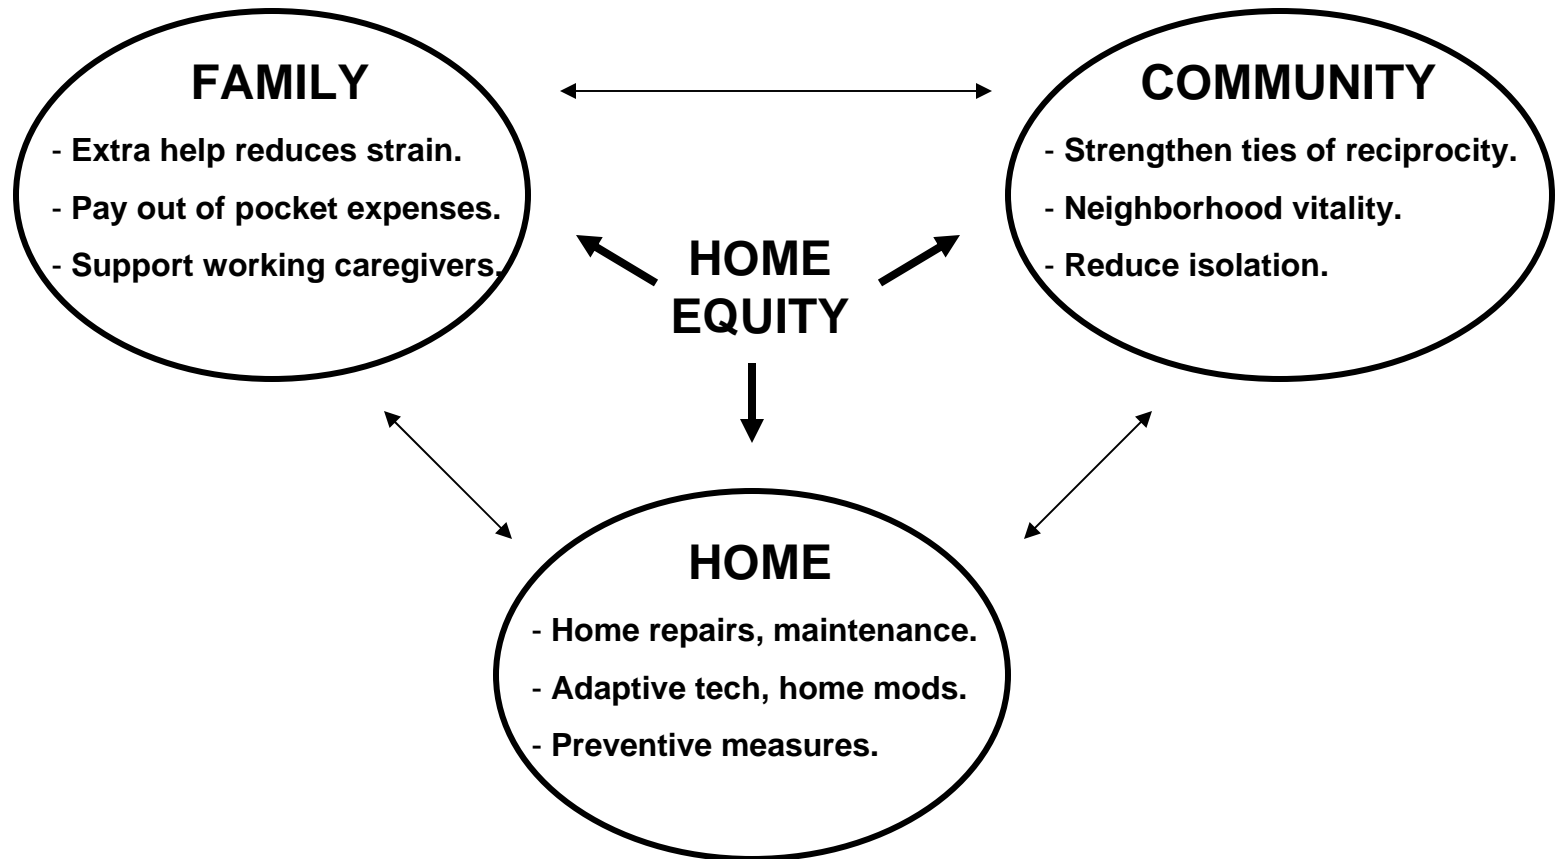 FAMILY
- Extra help reduces strain.
- Pay out of pocket expenses.
- Support working caregivers.
COMMUNITY
- Strengthen ties of reciprocity.
- Neighborhood vitality.
- Reduce isolation.
HOME
EQUITY
HOME
- Home repairs, maintenance.
- Adaptive tech, home mods.
- Preventive measures.